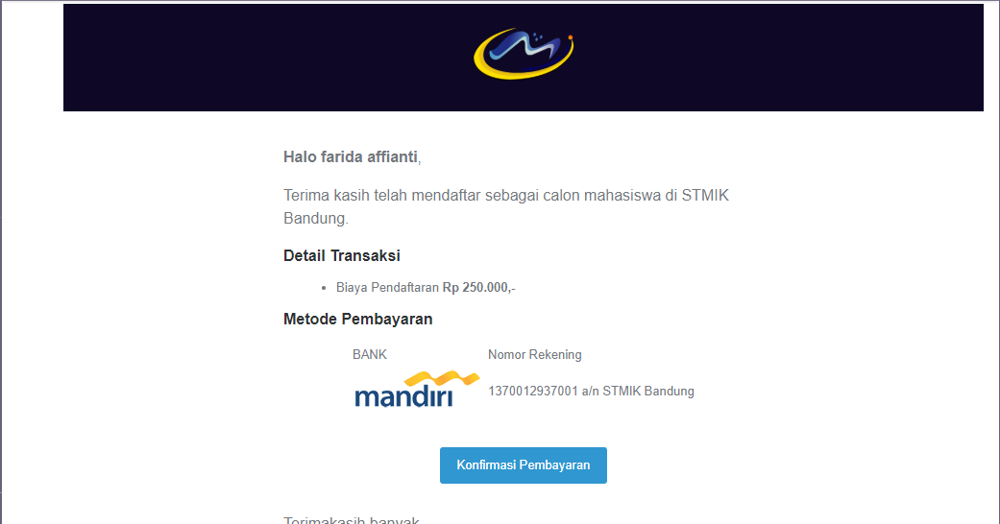 Halo farida affianti,
Terima kasih telah mendaftar sebagai calon mahasiswa di STMIK
Bandung.
Detail Transaksi
• Biaya Pendaftaran Rp 250.000,-
Metode Pembayaran
BANK Nomor Rekening
mandiri 1370012937001 a/n STMIK Bandung
Konfirmasi Pembayaran
Terimakasih banyak